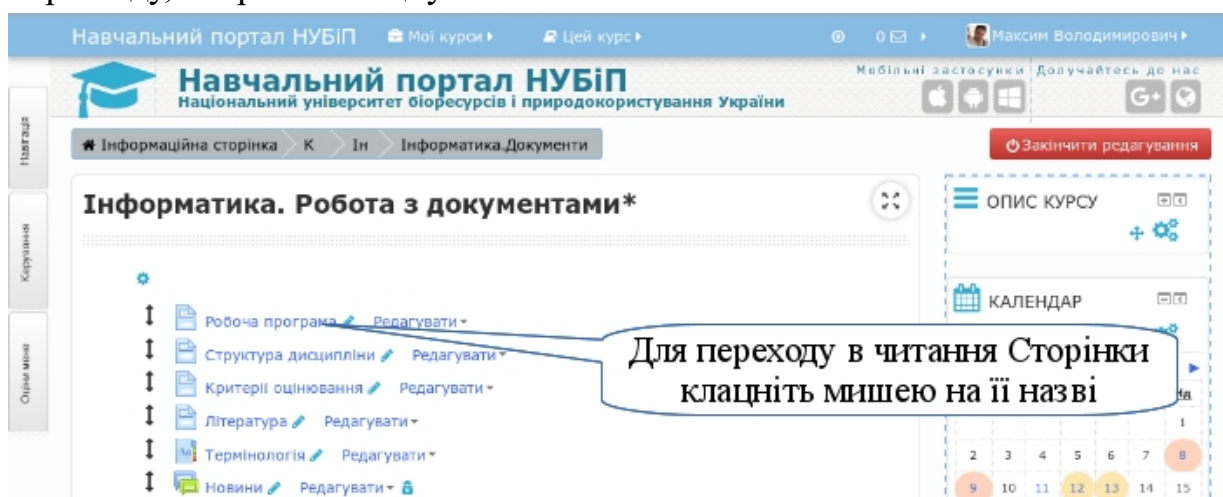 Навчальний портал НУБіП Мої курси Цей курс 0 Максим Володимирович
Мобільні застосунки Долучайтесь до нас
Навчальний портал НУБіП
Національний університет біоресурсів і природокористування України
G+
Навігація
Інформаційна сторінка К Ін Інформатика.Документи
Закінчити редагування
Інформатика. Робота з документами*
ОПИС КУРСУ
Керування
КАЛЕНДАР
Робоча програма Редагувати
Для переходу в читання Сторінки
клацніть мишею на її назві
Структура дисципліни Редагувати
Критерії оцінювання Редагувати
Нд
Література Редагувати
1
Термінологія Редагувати
2 3 4 5 6 7 8
Новини Редагувати
9 10 11 12 13 14 15